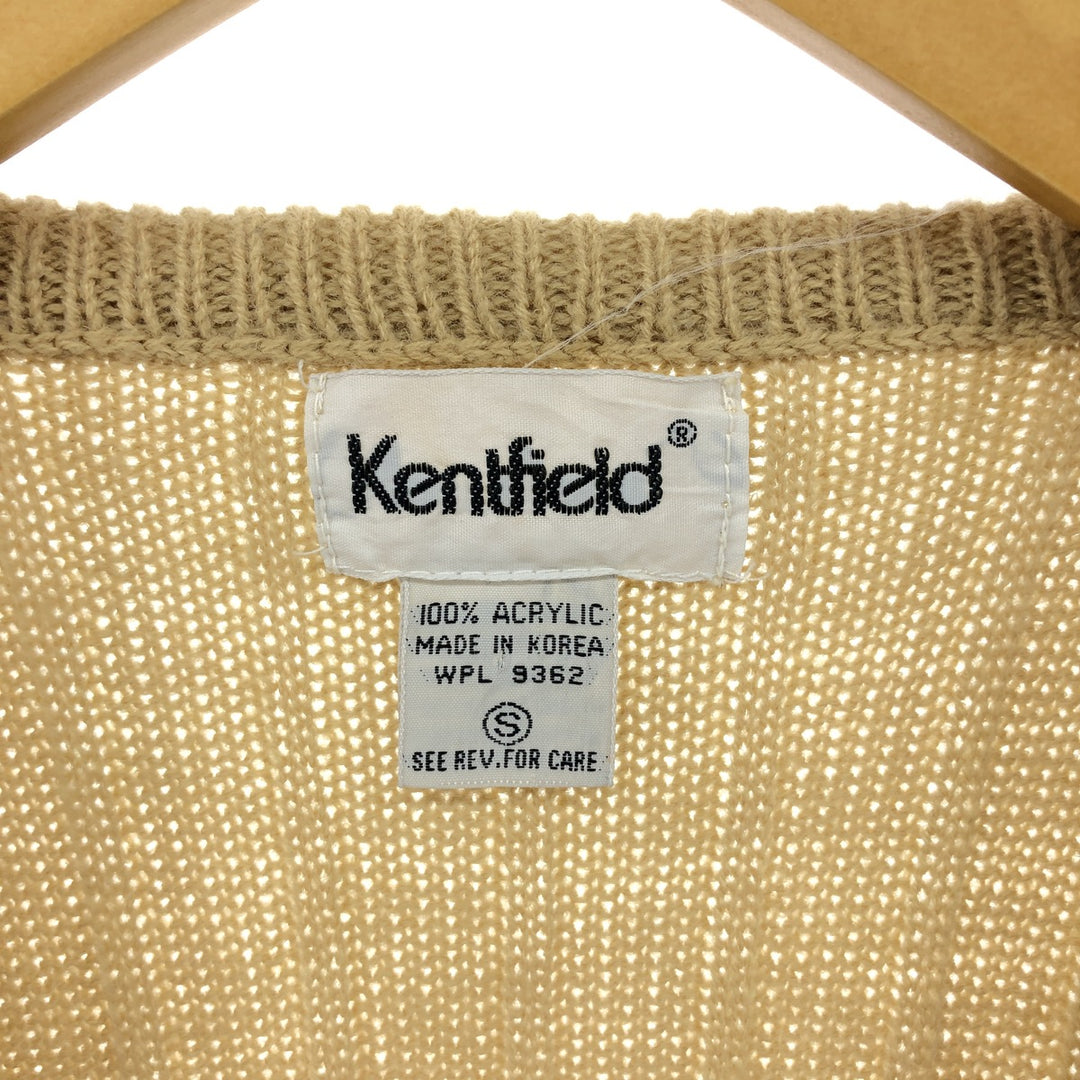 Kentfield®
100% ACRYLIC
MADE IN KOREA
WPL 9362
S
SEE REV. FOR CARE